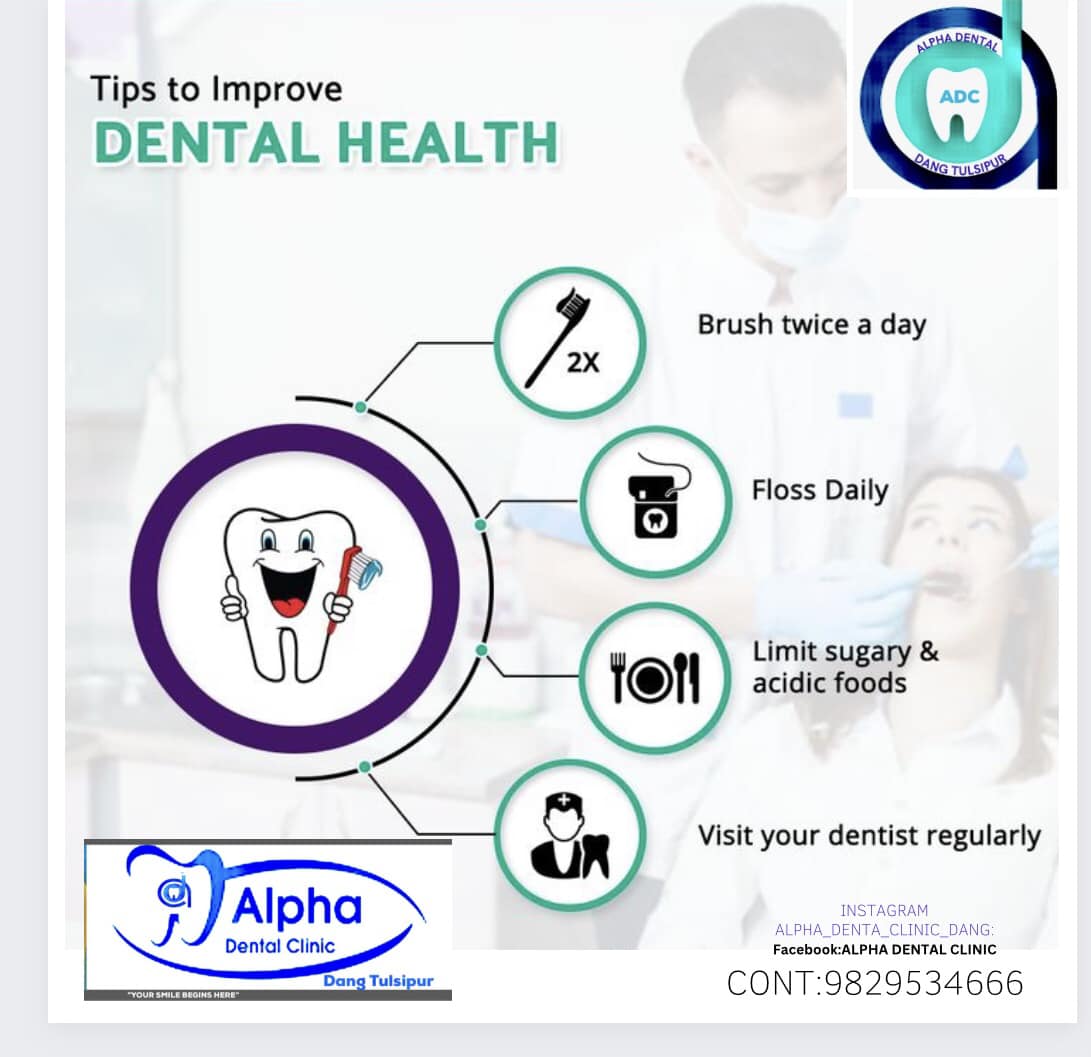 Tips to Improve
DENTAL HEALTH
ALPHA DENTAL
ADC
DANG TULSIPUR
2X
Brush twice a day
Floss Daily
Limit sugary &
acidic foods
Visit your dentist regularly
Alpha
Dental Clinic
Dang Tulsipur
"YOUR SMILE BEGINS HERE"
INSTAGRAM
ALPHA_DENTA_CLINIC_DANG:
Facebook:ALPHA DENTAL CLINIC
CONT:9829534666